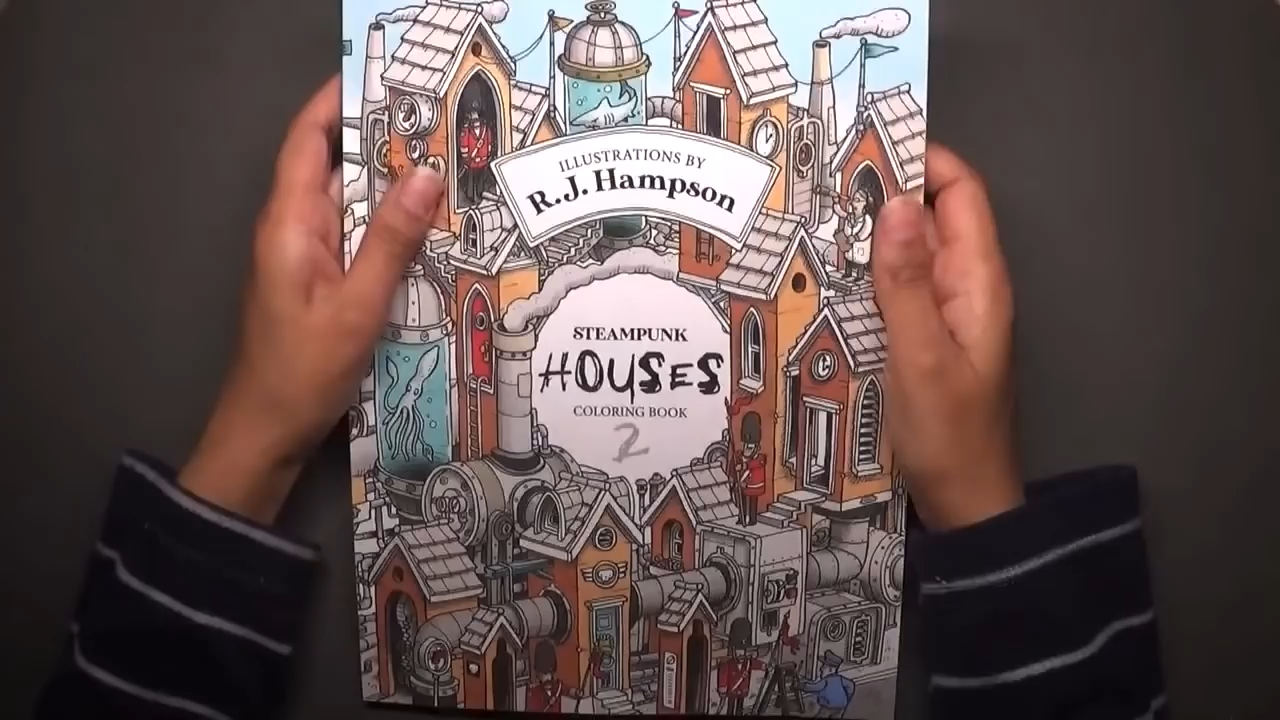 ILLUSTRATIONS BY
R.J. Hampson
STEAMPUNK
HOUSES
COLORING BOOK
2